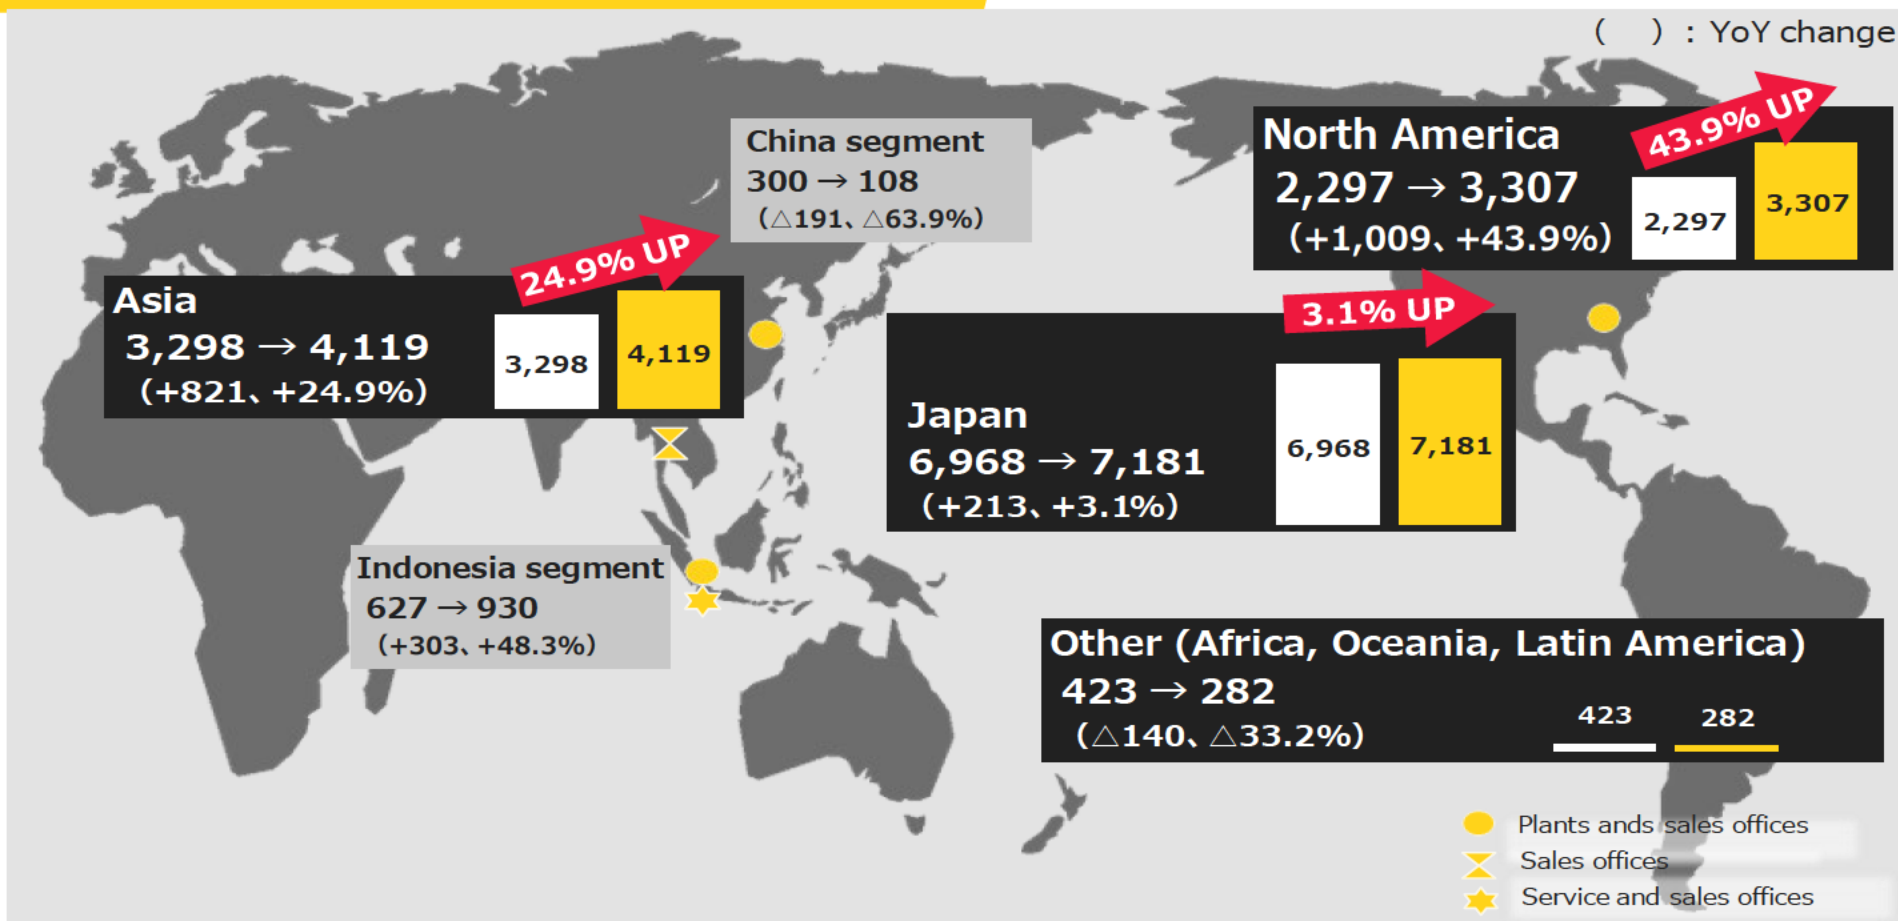 （　）：YoY change
China segment
300 → 108
（△191、△63.9%）
North America
2,297 → 3,307
（+1,009、+43.9%）
43.9% UP
2,297
3,307
Asia
3,298 → 4,119
（+821、+24.9%）
24.9% UP
3,298
4,119
Japan
6,968 → 7,181
（+213、+3.1%）
3.1% UP
6,968
7,181
Indonesia segment
627 → 930
（+303、+48.3%）
Other (Africa, Oceania, Latin America)
423 → 282
（△140、△33.2%）
423
282
Plants ands sales offices
Sales offices
Service and sales offices